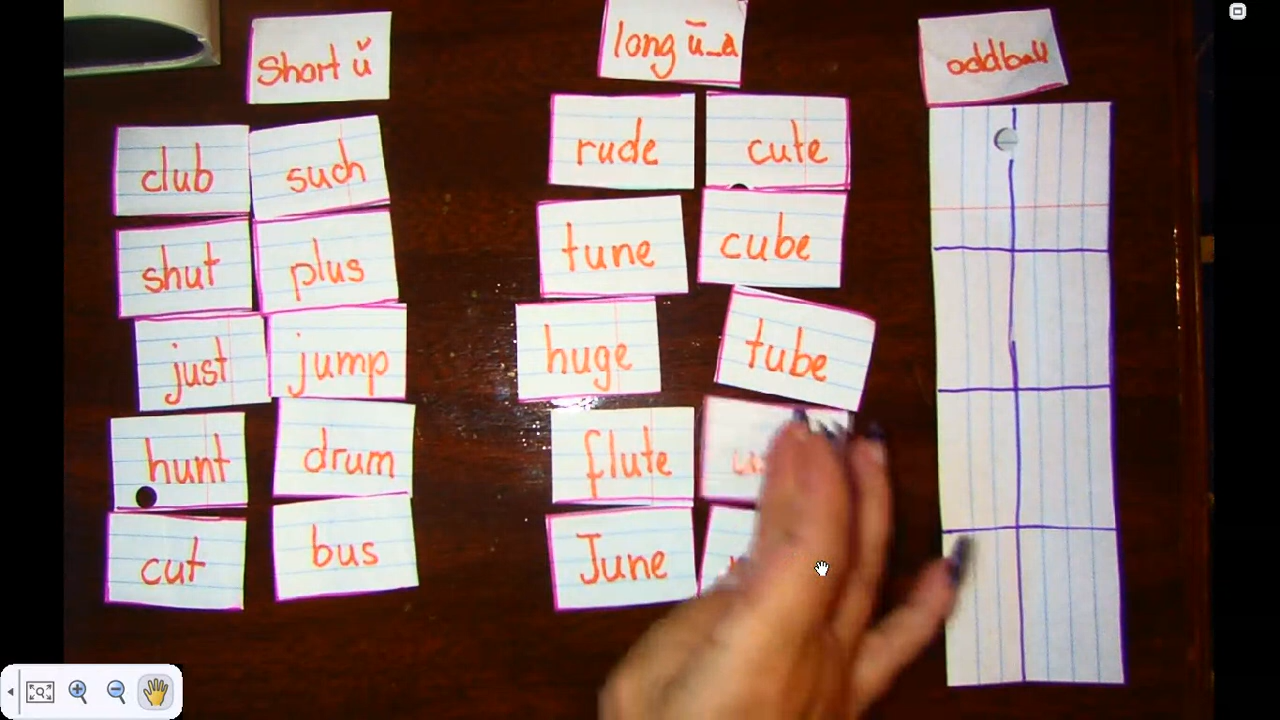 short ŭ
long ū_a
oddball
club such
shut plus
just jump
hunt drum
cut bus
rude cute
tune cube
huge tube
flute
June